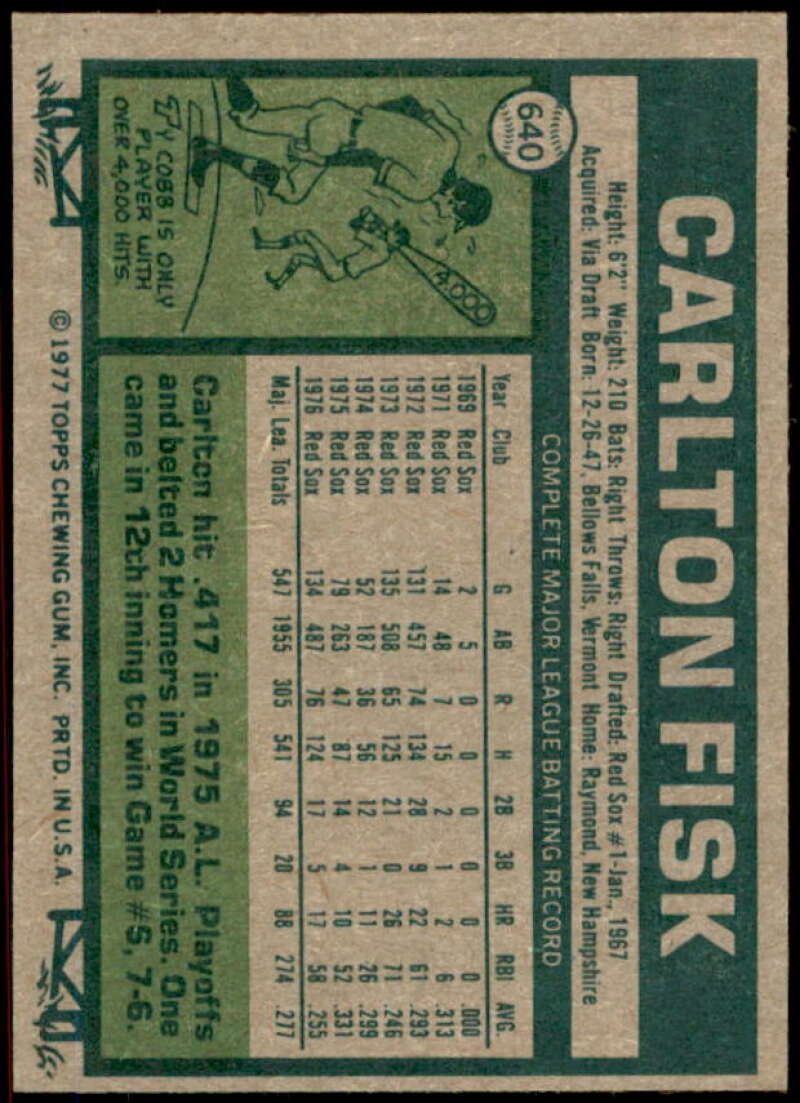 640
CARLTON FISK
Height: 6'2" Weight: 210 Bats: Right Throws: Right Drafted: Red Sox #1-Jan., 1967
Acquired: Via Draft Born: 12-26-47, Bellows Falls, Vermont Home: Raymond, New Hampshire
COMPLETE MAJOR LEAGUE BATTING RECORD
Year Club G AB R H 2B 3B HR RBI AVG.
1969 Red Sox 2 5 0 0 0 0 0 0 .000
1971 Red Sox 14 48 7 15 2 1 2 6 .313
1972 Red Sox 131 457 74 134 28 9 22 61 .293
1973 Red Sox 135 508 65 125 21 0 26 71 .246
1974 Red Sox 52 187 36 56 12 1 11 26 .299
1975 Red Sox 79 263 47 87 14 4 10 52 .331
1976 Red Sox 134 487 76 124 17 5 17 58 .255
Maj. Lea. Totals 547 1955 305 541 94 20 88 274 .277
4,000
TY COBB IS ONLY
PLAYER WITH
OVER 4,000 HITS.
Carlton hit .417 in 1975 A.L. Playoffs
and belted 2 Homers in World Series. One
came in 12th inning to win Game #6, 7-6.
©1977 TOPPS CHEWING GUM, INC. PRTD. IN U.S.A.